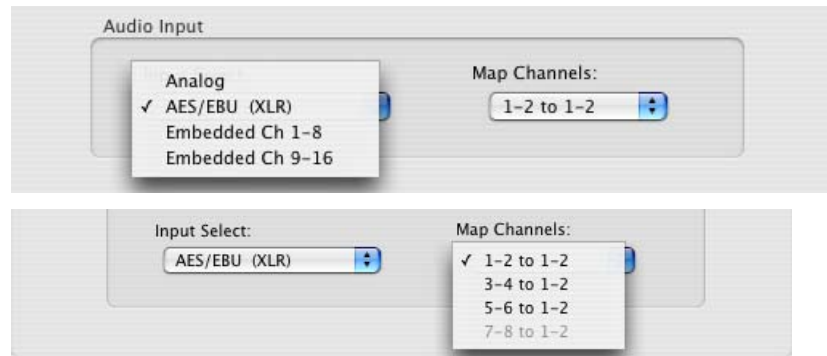 Audio Input
Analog
✓ AES/EBU (XLR)
Embedded Ch 1-8
Embedded Ch 9-16
Map Channels:
1-2 to 1-2
Input Select:
AES/EBU (XLR)
Map Channels:
✓ 1-2 to 1-2
3-4 to 1-2
5-6 to 1-2
7-8 to 1-2